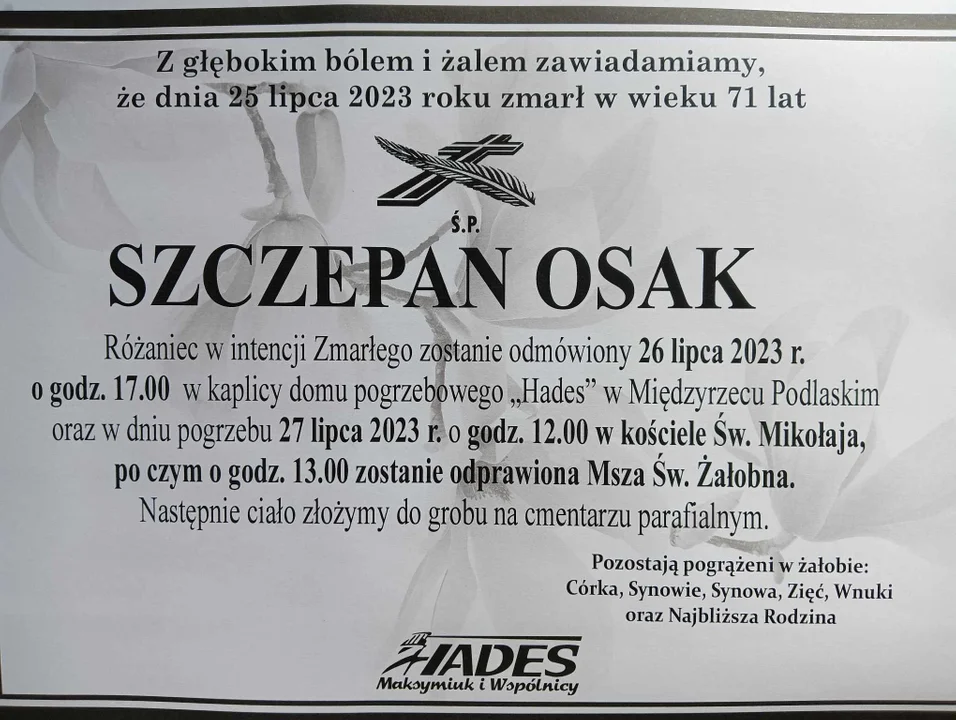 Z głębokim bólem i żalem zawiadamiamy,
że dnia 25 lipca 2023 roku zmarł w wieku 71 lat
Ś.P.
SZCZEPAN OSAK
Różaniec w intencji Zmarłego zostanie odmówiony 26 lipca 2023 r.
o godz. 17.00 w kaplicy domu pogrzebowego „Hades” w Międzyrzecu Podlaskim
oraz w dniu pogrzebu 27 lipca 2023 r. o godz. 12.00 w kościele Św. Mikołaja,
po czym o godz. 13.00 zostanie odprawiona Msza Św. Żałobna.
Następnie ciało złożymy do grobu na cmentarzu parafialnym.
Pozostają pogrążeni w żałobie:
Córka, Synowie, Synowa, Zięć, Wnuki
oraz Najbliższa Rodzina
HADES
Maksymiuk i Wspólnicy